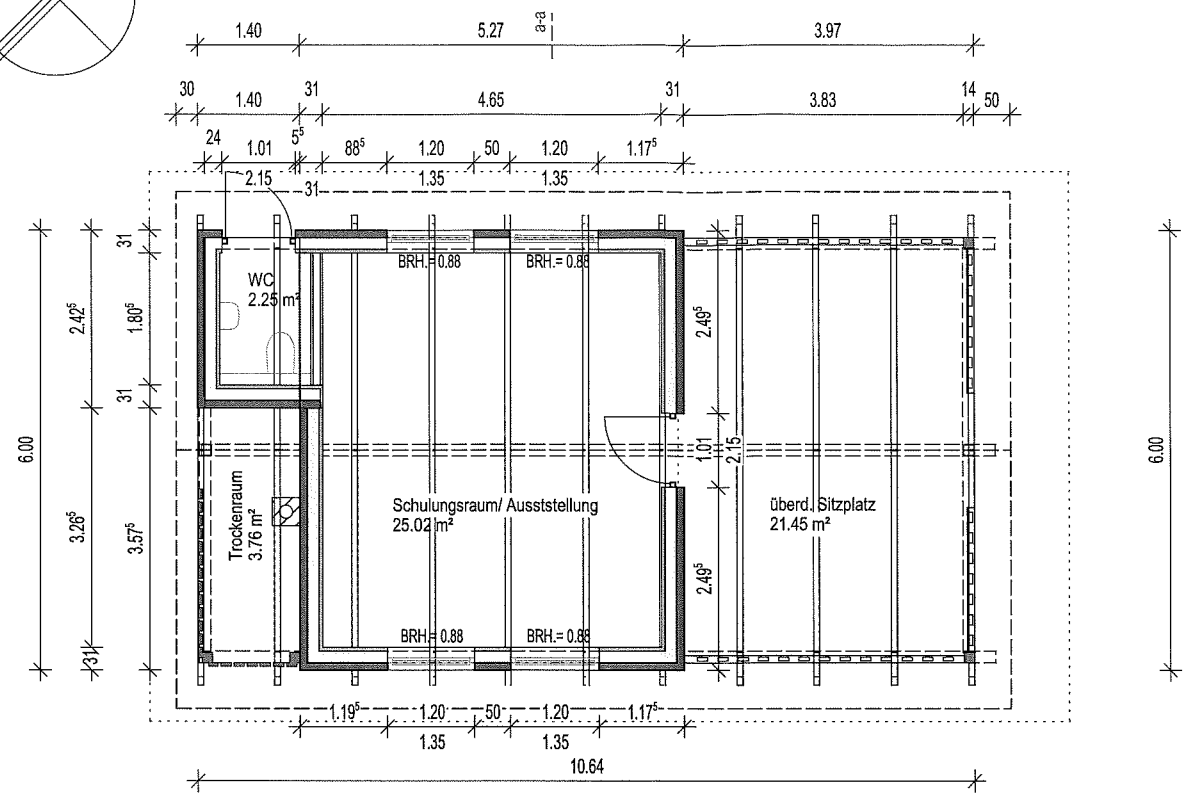 1.40 5.27 a-a 3.97
30 1.40 31 4.65 31 3.83 14 50
24 1.01 5⁵ 88⁵ 1.20 50 1.20 1.17⁵
2.15 31 1.35 1.35
BRH.= 0.88 BRH.= 0.88
WC
2.25 m²
6.00
2.42⁵
3.26⁵
31
31
1.80⁵
31
3.57⁵
Trockenraum
3.76 m²
Schulungsraum/ Ausststellung
25.02 m²
2.49⁵
1.01
2.15
2.49⁵
überd. Sitzplatz
21.45 m²
6.00
BRH.= 0.88 BRH.= 0.88
1.19⁵ 1.20 50 1.20 1.17⁵
1.35 1.35
10.64